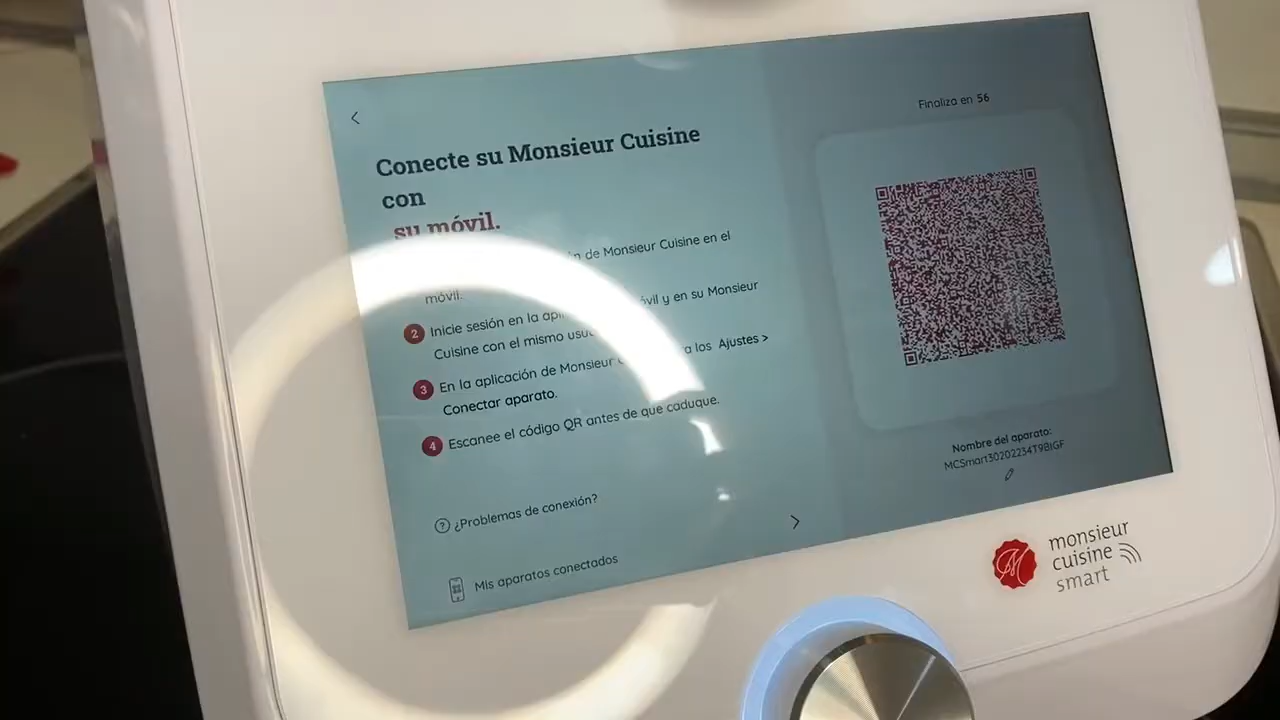 Conecte su Monsieur Cuisine
con
su móvil.
de Monsieur Cuisine en el
móvil.
2 Inicie sesión en la móvil y en su Monsieur
Cuisine con el mismo
3 En la aplicación de Monsieur a los Ajustes >
Conectar aparato.
4 Escanee el código QR antes de que caduque.
¿Problemas de conexión?
Mis aparatos conectados
Finaliza en 56
Nombre del aparato:
MCSmart30202234T9BIGF
monsieur
cuisine
smart